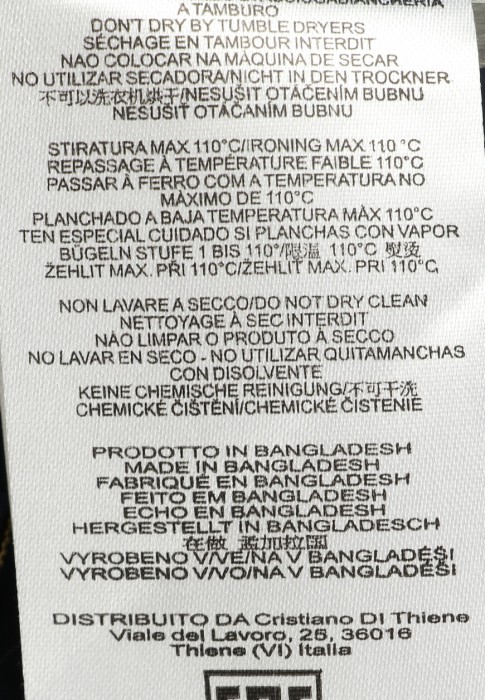 A TAMBURO
DON'T DRY BY TUMBLE DRYERS
SÉCHAGE EN TAMBOUR INTERDIT
NAO COLOCAR NA MÀQUINA DE SECAR
NO UTILIZAR SECADORA/NICHT IN DEN TROCKNER
不可以洗衣机烘干/NESUŠIT OTÁČENÍM BUBNU
NESUŠIŤ OTÁČANÍM BUBNU
STIRATURA MAX 110°C/IRONING MAX 110 °C
REPASSAGE À TEMPÉRATURE FAIBLE 110°C
PASSAR À FERRO COM A TEMPERATURA NO
MÀXIMO DE 110°C
PLANCHADO A BAJA TEMPERATURA MÀX 110°C
TEN ESPECIAL CUIDADO SI PLANCHAS CON VAPOR
BÜGELN STUFE 1 BIS 110°/限温 110°C 熨烫
ŽEHLIT MAX. PŘI 110°C/ŽEHLIŤ MAX. PRI 110°C
NON LAVARE A SECCO/DO NOT DRY CLEAN
NETTOYAGE À SEC INTERDIT
NÀO LIMPAR O PRODUTO À SECCO
NO LAVAR EN SECO - NO UTILIZAR QUITAMANCHAS
CON DISOLVENTE
KEINE CHEMISCHE REINIGUNG/不可干洗
CHEMICKÉ ČIŠTĚNÍ/CHEMICKÉ ČISTENIE
PRODOTTO IN BANGLADESH
MADE IN BANGLADESH
FABRIQUÉ EN BANGLADESH
FEITO EM BANGLADESH
ECHO EN BANGLADESH
HERGESTELLT IN BANGLADESCH
在做 孟加拉国
VYROBENO V/VE/NA V BANGLADÉŠI
VYROBENO V/VO/NA V BANGLADÉŠI
DISTRIBUITO DA Cristiano Di Thiene
Viale del Lavoro, 25, 36016
Thiene (VI) Italia